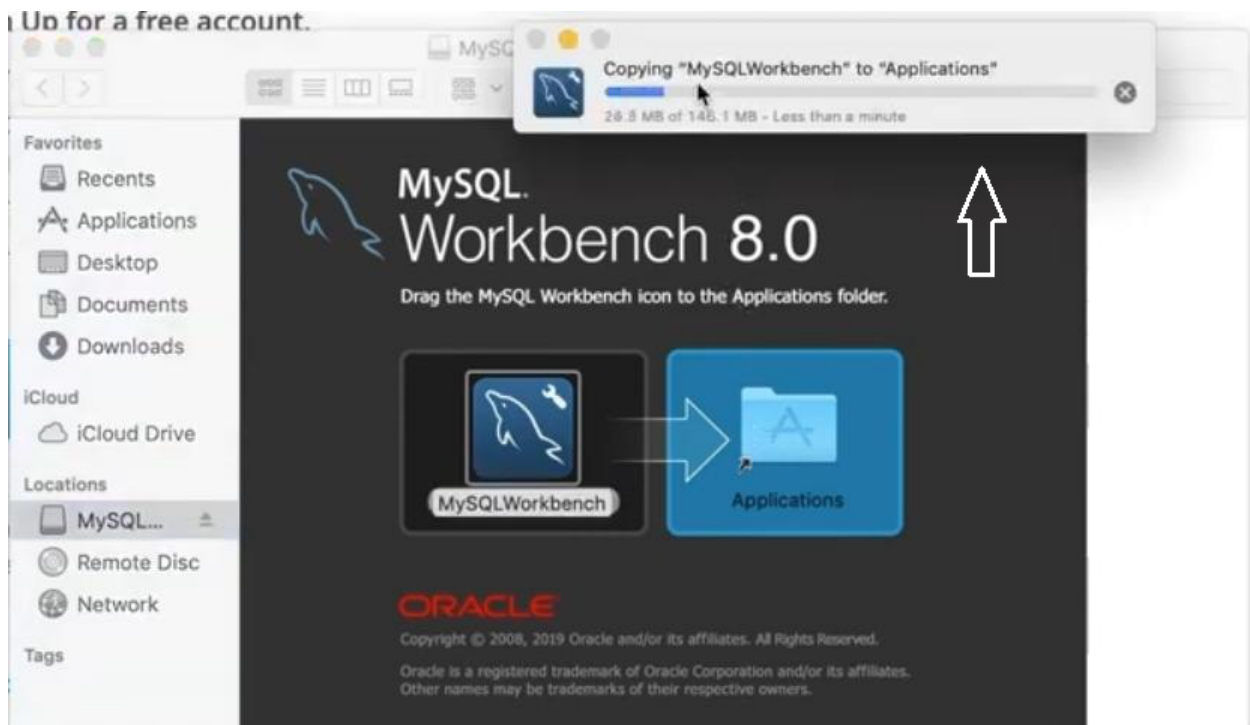 Up for a free account.
MySQ
Copying "MySQLWorkbench" to "Applications"
MB of 146.1 MB - Less than a minute
Favorites
Recents
Applications
Desktop
Documents
Downloads
iCloud
iCloud Drive
Locations
MySQL...
Remote Disc
Network
Tags
MySQL.
Workbench 8.0
Drag the MySQL Workbench icon to the Applications folder.
MySQLWorkbench
Applications
ORACLE
Copyright © 2008, 2019 Oracle and/or its affiliates. All Rights Reserved.
Oracle is a registered trademark of Oracle Corporation and/or its affiliates.
Other names may be trademarks of their respective owners.